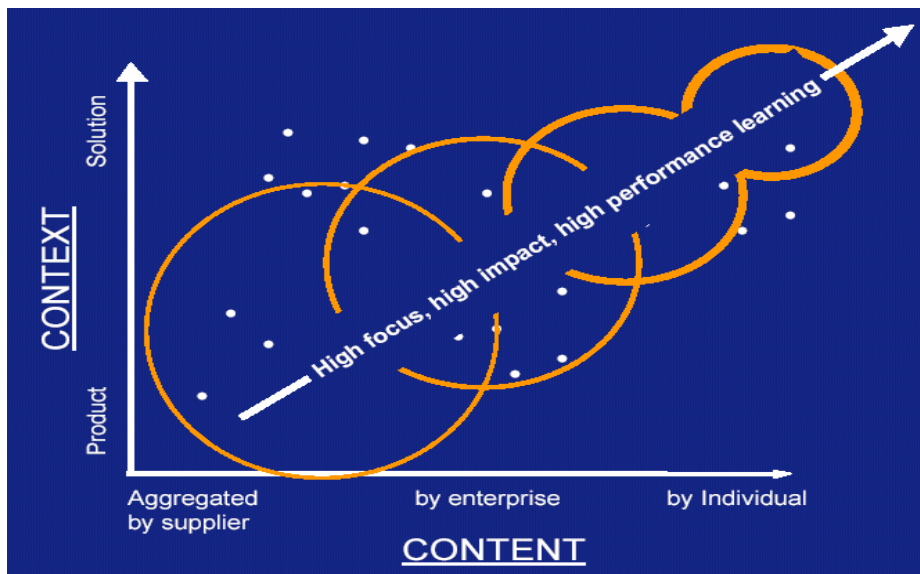 Solution
CONTEXT
Product
High focus, high impact, high performance learning
Aggregated
by supplier
by enterprise
by Individual
CONTENT